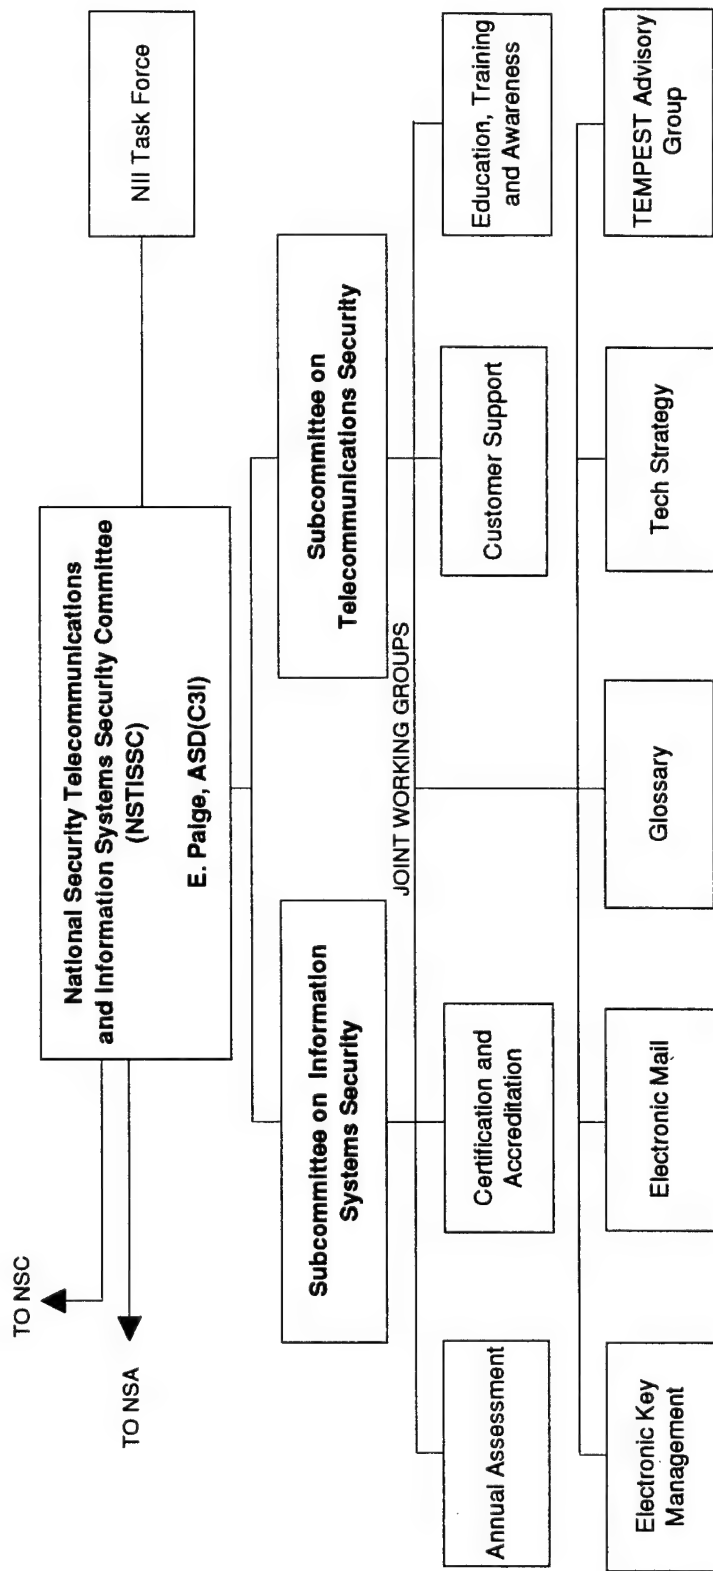 TO NSC
TO NSA
National Security Telecommunications
and Information Systems Security Committee
(NSTISSC)
E. Paige, ASD(C3I)
NII Task Force
Subcommittee on Information
Systems Security
Subcommittee on
Telecommunications Security
JOINT WORKING GROUPS
Annual Assessment
Certification and
Accreditation
Customer Support
Education, Training
and Awareness
Electronic Key
Management
Electronic Mail
Glossary
Tech Strategy
TEMPEST Advisory
Group